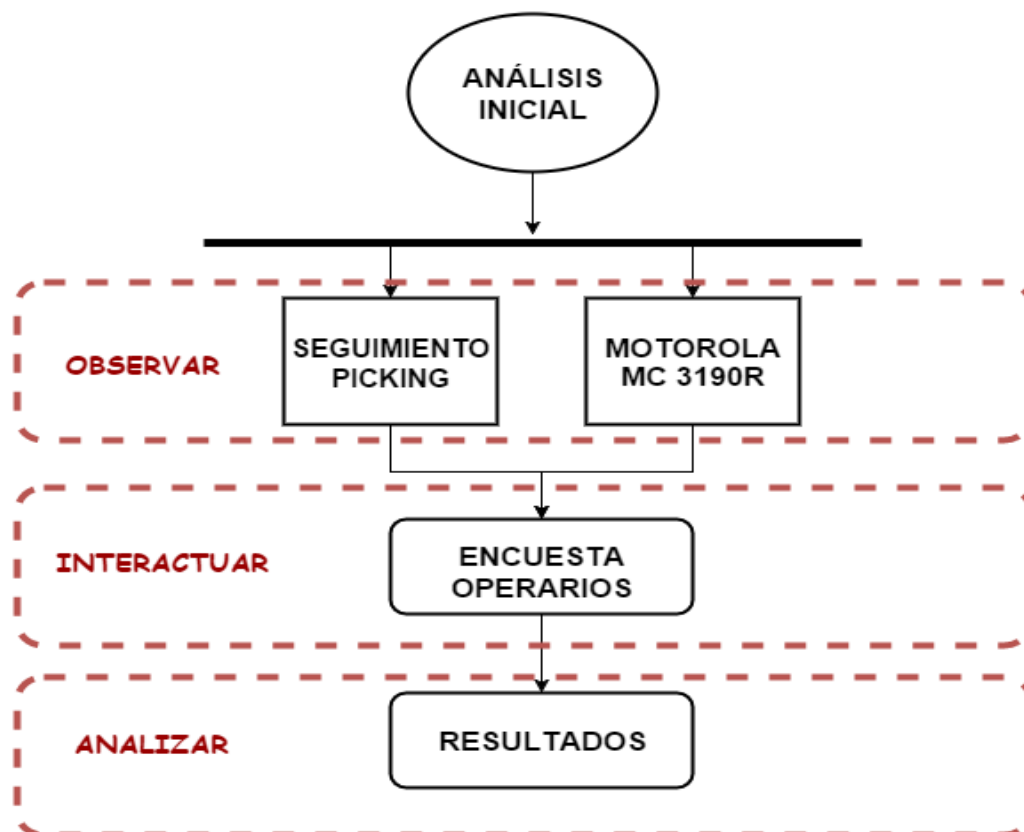 ANÁLISIS
INICIAL
OBSERVAR
SEGUIMIENTO
PICKING
MOTOROLA
MC 3190R
INTERACTUAR
ENCUESTA
OPERARIOS
ANALIZAR
RESULTADOS